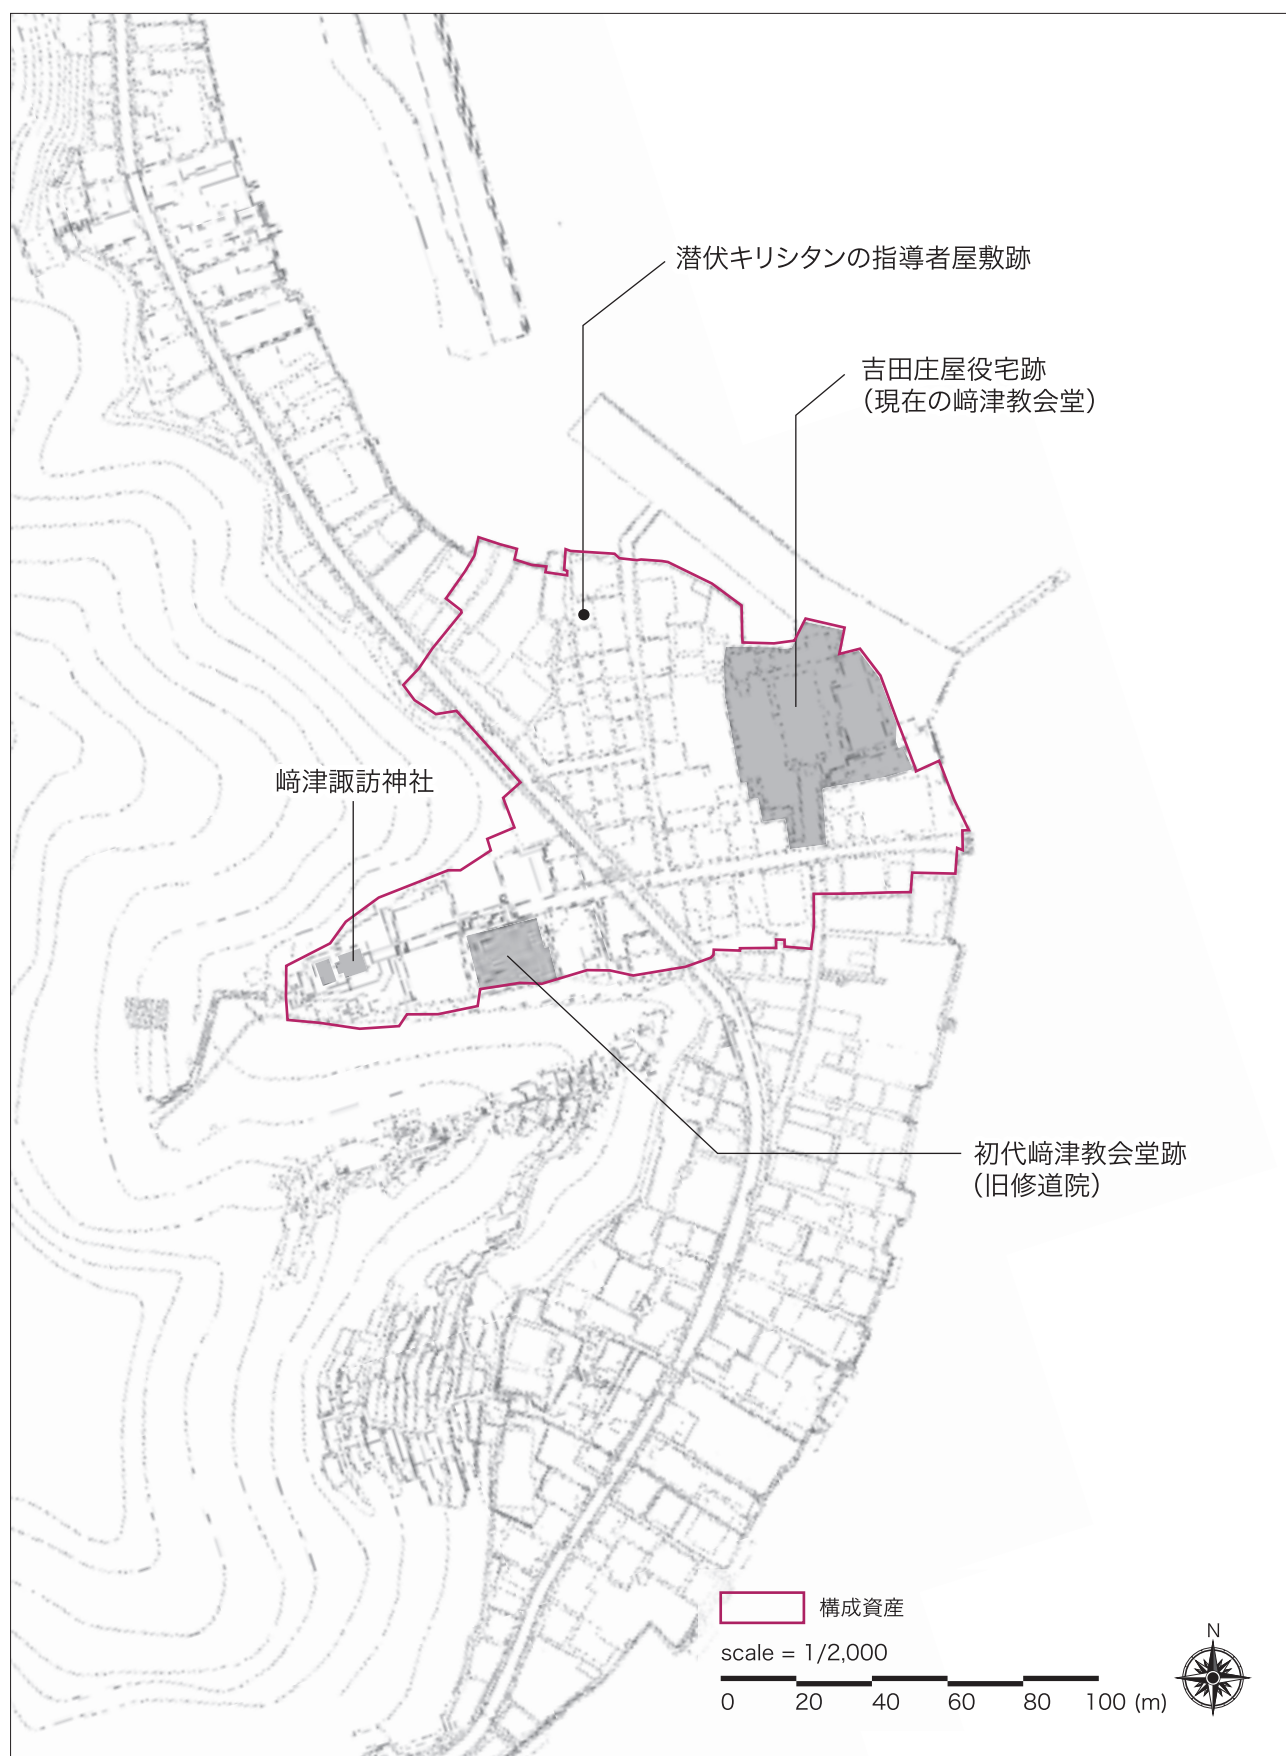 潜伏キリシタンの指導者屋敷跡
吉田庄屋役宅跡
（現在の﨑津教会堂）
﨑津諏訪神社
初代﨑津教会堂跡
（旧修道院）
構成資産
scale = 1/2,000
0 20 40 60 80 100 (m)
N